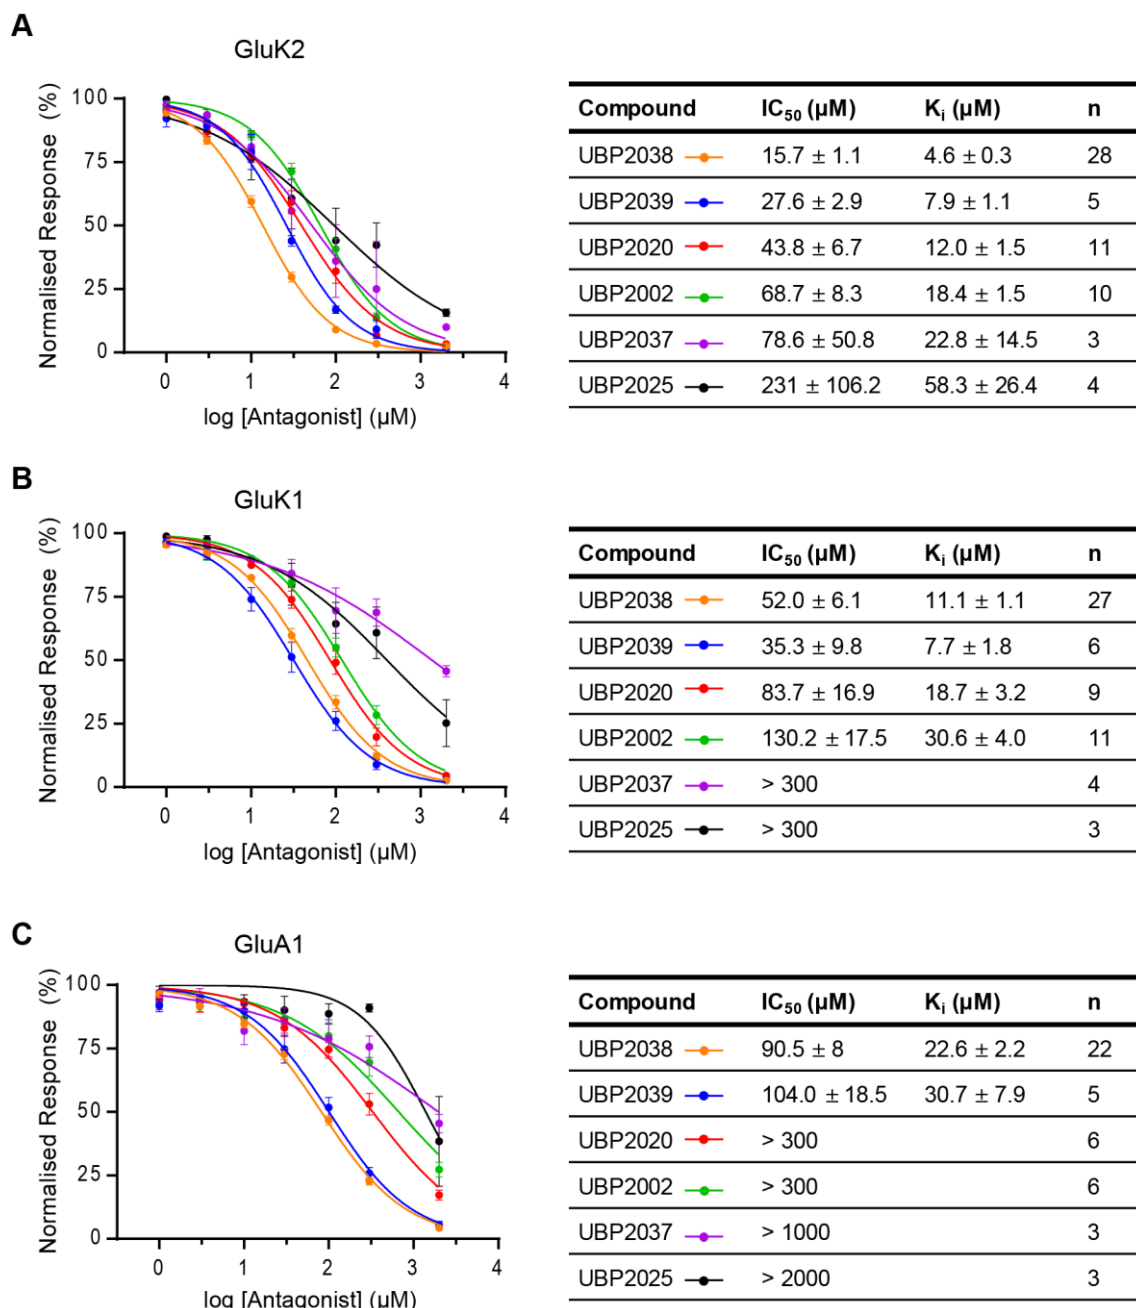 A
GluK2
Normalised Response (%)
100
75
50
25
0
0 1 2 3 4
log [Antagonist] (µM)
Compound IC50 (µM) Ki (µM) n
UBP2038 15.7 ± 1.1 4.6 ± 0.3 28
UBP2039 27.6 ± 2.9 7.9 ± 1.1 5
UBP2020 43.8 ± 6.7 12.0 ± 1.5 11
UBP2002 68.7 ± 8.3 18.4 ± 1.5 10
UBP2037 78.6 ± 50.8 22.8 ± 14.5 3
UBP2025 231 ± 106.2 58.3 ± 26.4 4
B
GluK1
Normalised Response (%)
100
75
50
25
0
0 1 2 3 4
log [Antagonist] (µM)
Compound IC50 (µM) Ki (µM) n
UBP2038 52.0 ± 6.1 11.1 ± 1.1 27
UBP2039 35.3 ± 9.8 7.7 ± 1.8 6
UBP2020 83.7 ± 16.9 18.7 ± 3.2 9
UBP2002 130.2 ± 17.5 30.6 ± 4.0 11
UBP2037 > 300 4
UBP2025 > 300 3
C
GluA1
Normalised Response (%)
100
75
50
25
0
0 1 2 3 4
log [Antagonist] (µM)
Compound IC50 (µM) Ki (µM) n
UBP2038 90.5 ± 8 22.6 ± 2.2 22
UBP2039 104.0 ± 18.5 30.7 ± 7.9 5
UBP2020 > 300 6
UBP2002 > 300 6
UBP2037 > 1000 3
UBP2025 > 2000 3